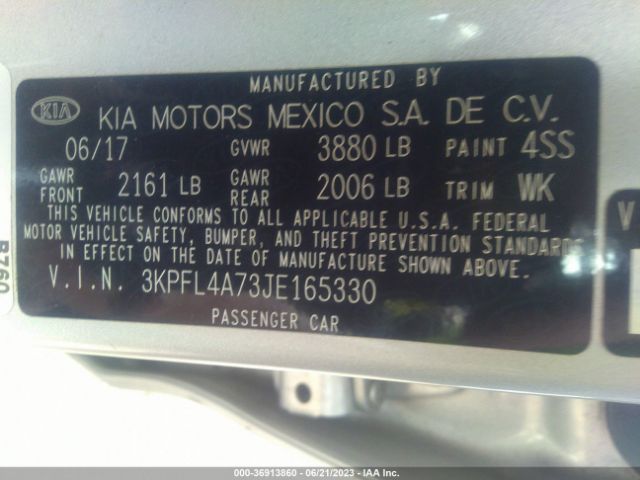 MANUFACTURED BY
KIA KIA MOTORS MEXICO S.A. DE C.V.
06/17 GVWR 3880 LB PAINT 4SS
GAWR FRONT 2161 LB GAWR REAR 2006 LB TRIM WK
THIS VEHICLE CONFORMS TO ALL APPLICABLE U.S.A. FEDERAL
MOTOR VEHICLE SAFETY, BUMPER, AND THEFT PREVENTION STANDARDS
IN EFFECT ON THE DATE OF MANUFACTURE SHOWN ABOVE.
V.I.N. 3KPFL4A73JE165330
PASSENGER CAR
B760
V
000-36913860 - 06/21/2023 - IAA Inc.